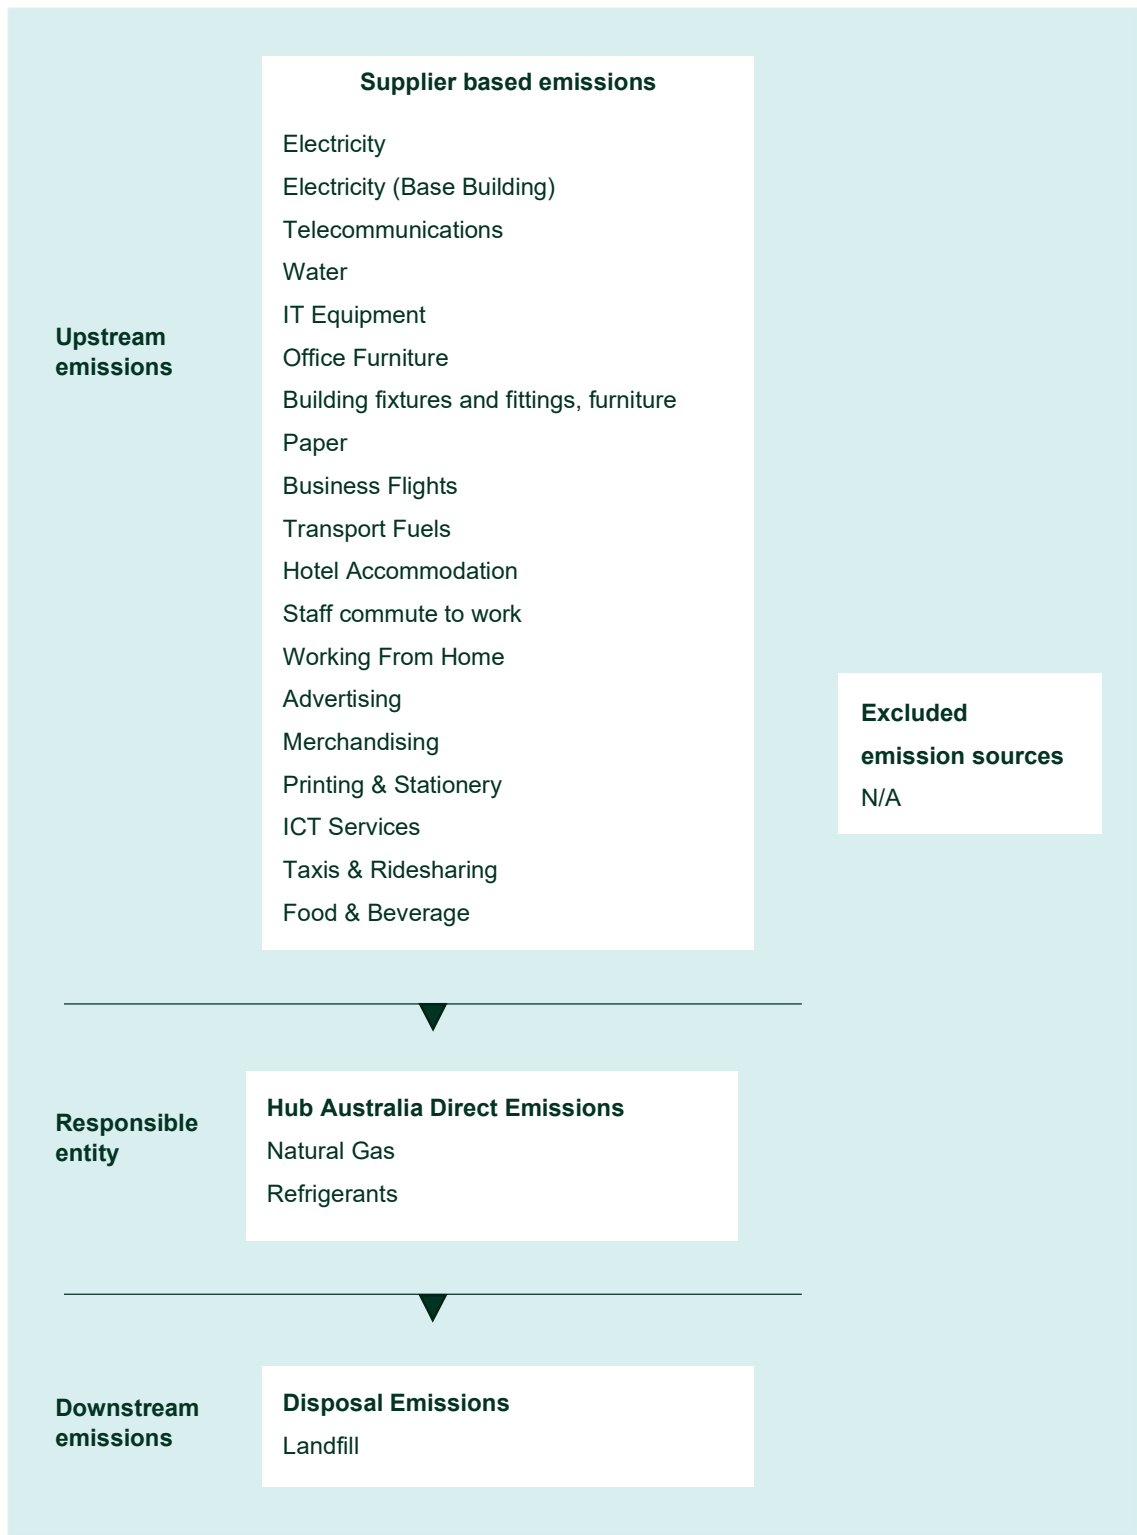 Supplier based emissions
Electricity
Electricity (Base Building)
Telecommunications
Water
IT Equipment
Upstream
emissions
Office Furniture
Building fixtures and fittings, furniture
Paper
Business Flights
Transport Fuels
Hotel Accommodation
Staff commute to work
Working From Home
Advertising
Merchandising
Printing & Stationery
ICT Services
Taxis & Ridesharing
Food & Beverage
Excluded
emission sources
N/A
Responsible
entity
Hub Australia Direct Emissions
Natural Gas
Refrigerants
Downstream
emissions
Disposal Emissions
Landfill